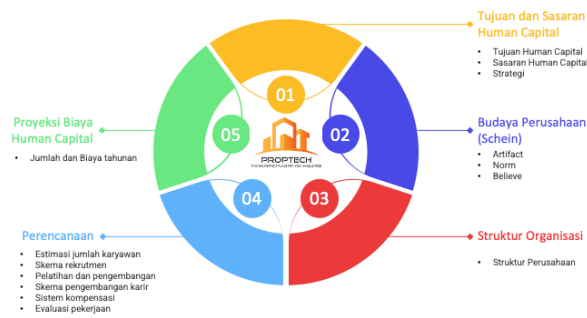 Tujuan dan Sasaran
Human Capital
Tujuan Human Capital
Sasaran Human Capital
Strategi
01
02
Budaya Perusahaan
(Schein)
Artifact
Norm
Believe
03
Struktur Organisasi
Struktur Perusahaan
04
Perencanaan
Estimasi jumlah karyawan
Skema rekrutmen
Pelatihan dan pengembangan
Skema pengembangan karir
Sistem kompensasi
Evaluasi pekerjaan
05
Proyeksi Biaya
Human Capital
Jumlah dan Biaya tahunan
PROPTECH